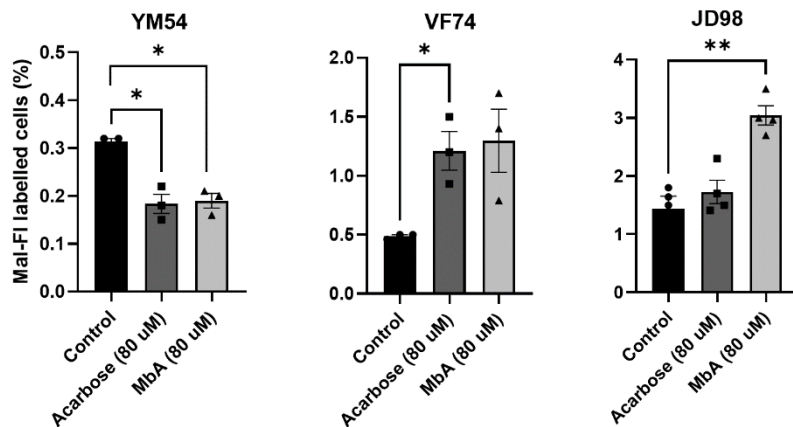 YM54
Mal-Fl labelled cells (%)
0.5
0.4
0.3
0.2
0.1
0.0
*
*
Control
Acarbose (80 uM)
MbA (80 uM)
VF74
2.0
1.5
1.0
0.5
0.0
*
Control
Acarbose (80 uM)
MbA (80 uM)
JD98
4
3
2
1
0
**
Control
Acarbose (80 uM)
MbA (80 uM)